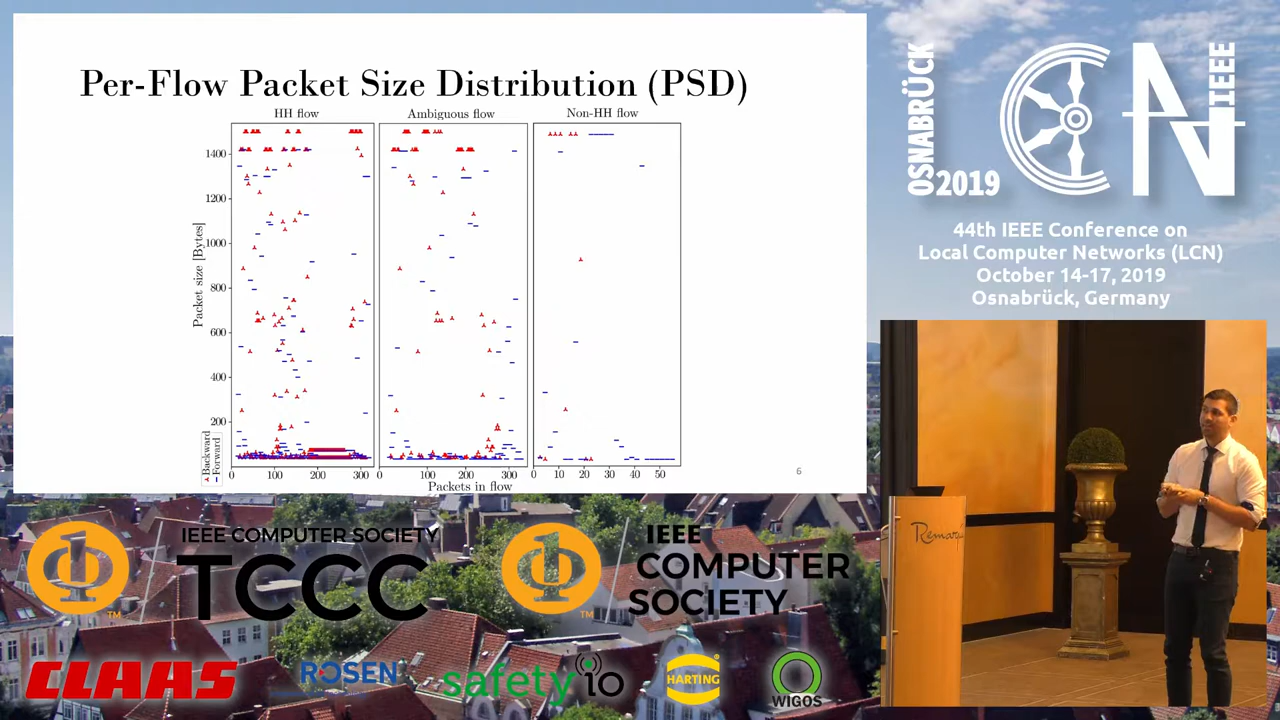 Per-Flow Packet Size Distribution (PSD)
HH flow
Ambiguous flow
Non-HH flow
Packet size [Bytes]
1400
1200
1000
800
600
400
200
Backward
Forward
0 100 200 300
0 100 200 300
0 10 20 30 40 50
Packets in flow
6
OSNABRÜCK
2019
LCN
IEEE
44th IEEE Conference on
Local Computer Networks (LCN)
October 14-17, 2019
Osnabrück, Germany
IEEE COMPUTER SOCIETY
TCCC
TM
IEEE
COMPUTER
SOCIETY
TM
CLAAS
ROSEN
safety io
HARTING
WIGOS